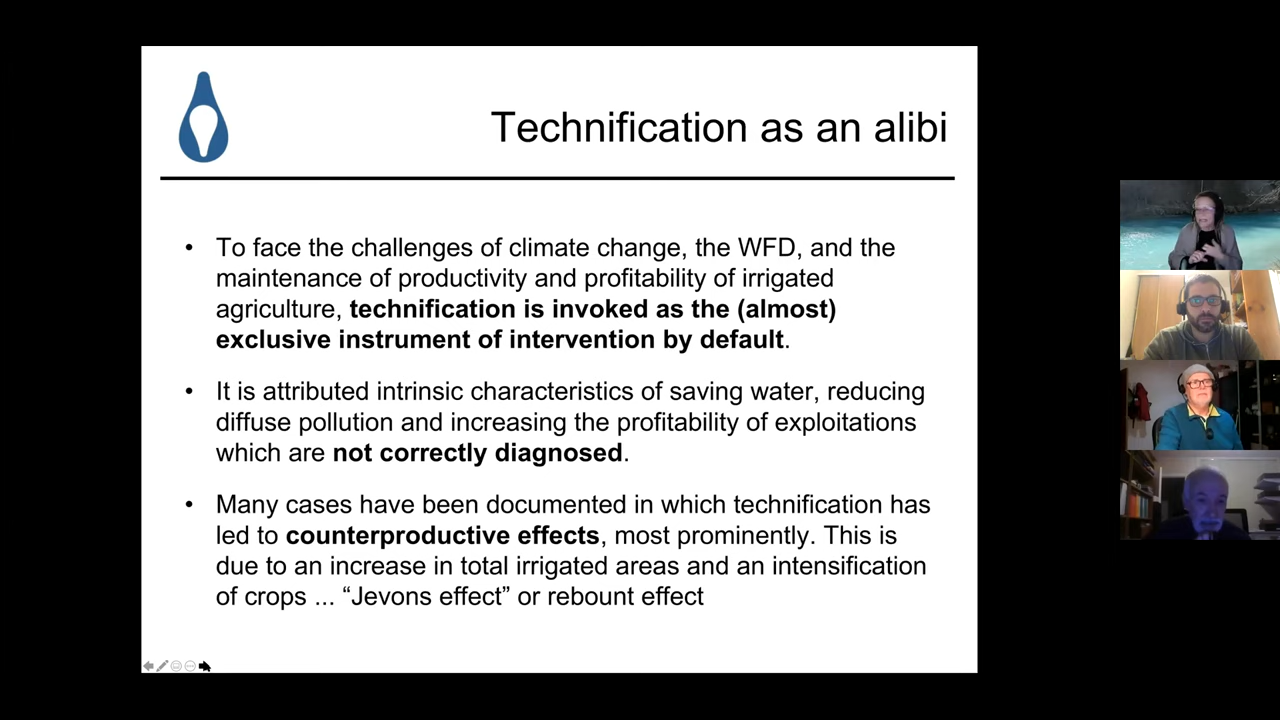 Technification as an alibi
• To face the challenges of climate change, the WFD, and the
maintenance of productivity and profitability of irrigated
agriculture, technification is invoked as the (almost)
exclusive instrument of intervention by default.
• It is attributed intrinsic characteristics of saving water, reducing
diffuse pollution and increasing the profitability of exploitations
which are not correctly diagnosed.
• Many cases have been documented in which technification has
led to counterproductive effects, most prominently. This is
due to an increase in total irrigated areas and an intensification
of crops ... “Jevons effect” or rebount effect